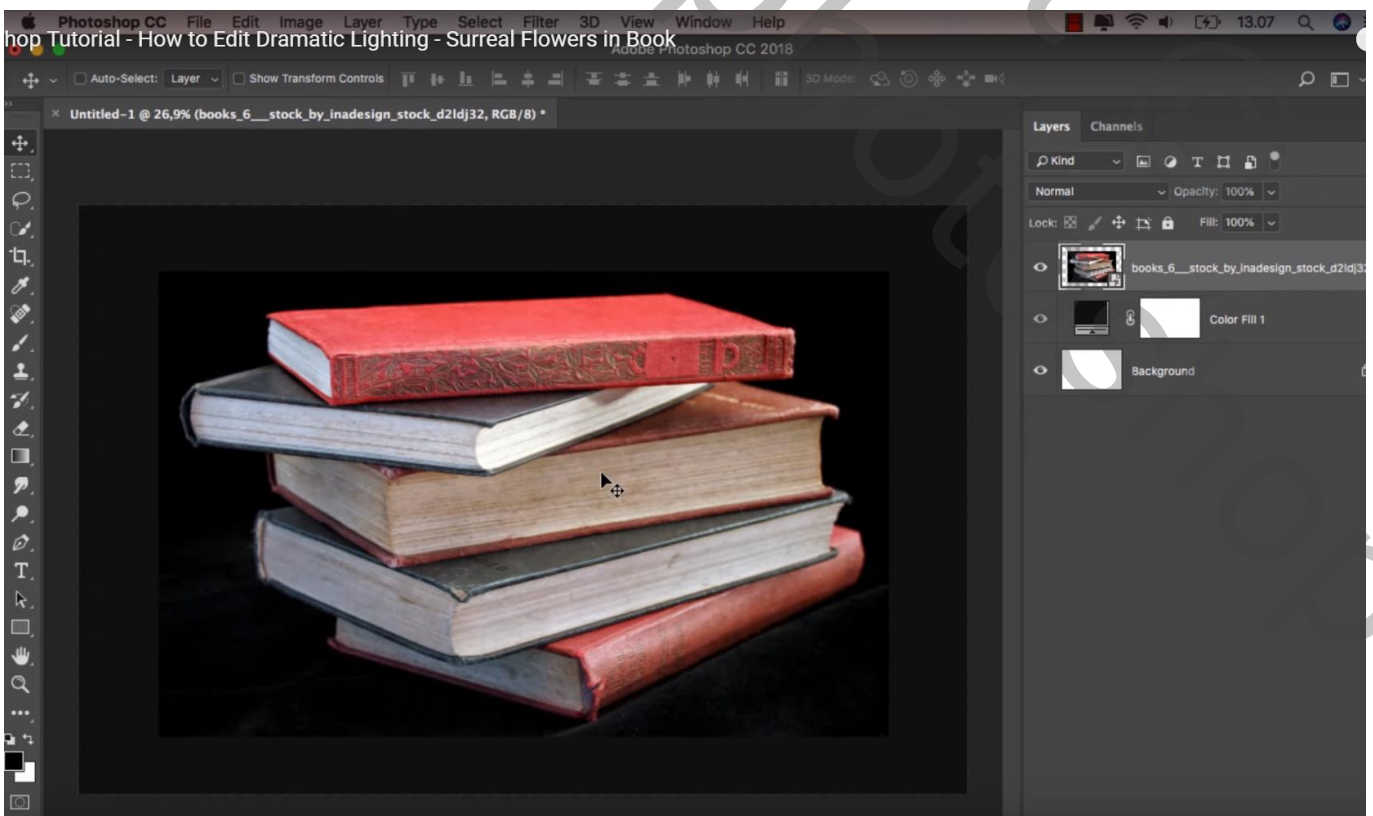 Photoshop CC File Edit Image Layer Type Select Filter 3D View Window Help 13.07
hop Tutorial - How to Edit Dramatic Lighting - Surreal Flowers in Book
Adobe Photoshop CC 2018
Auto-Select: Layer Show Transform Controls 3D Mode:
× Untitled-1 @ 26,9% (books_6__stock_by_inadesign_stock_d2ldj32, RGB/8) *
Layers Channels
Kind
Normal Opacity: 100%
Lock: Fill: 100%
books_6__stock_by_inadesign_stock_d2ldj32
Color Fill 1
Background